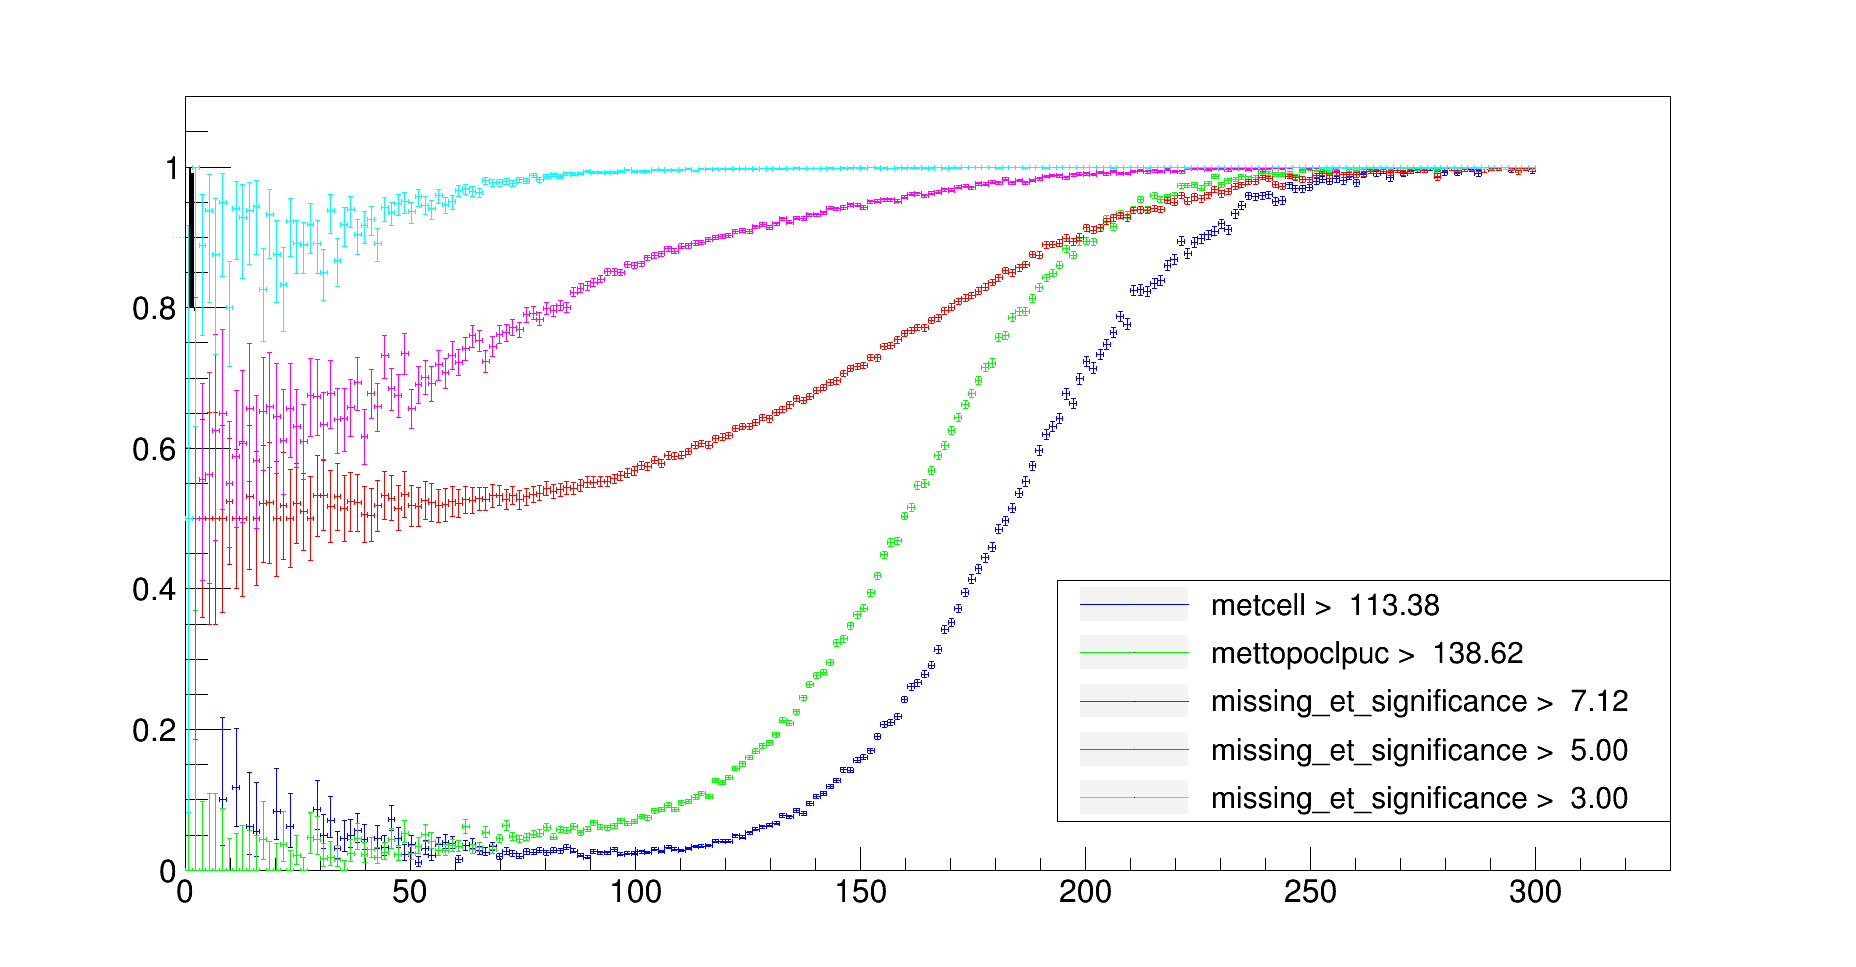 1
0.8
0.6
0.4
0.2
0
0 50 100 150 200 250 300
metcell > 113.38
mettopoclpuc > 138.62
missing_et_significance > 7.12
missing_et_significance > 5.00
missing_et_significance > 3.00